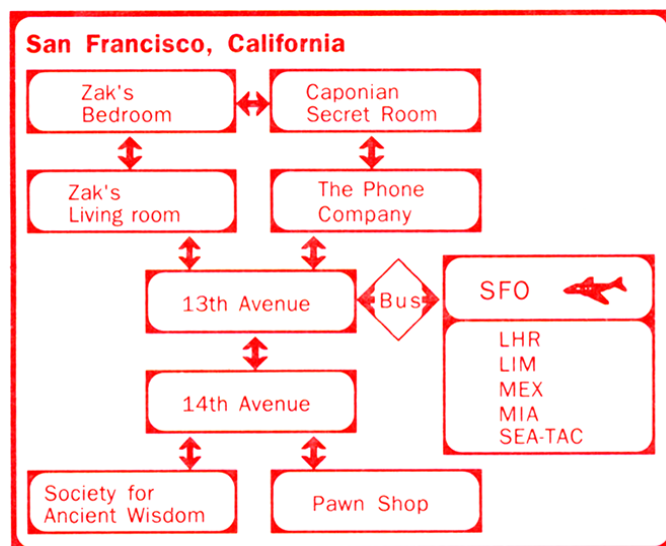 San Francisco, California
Zak's
Bedroom
Caponian
Secret Room
Zak's
Living room
The Phone
Company
13th Avenue
Bus
SFO
LHR
LIM
MEX
MIA
SEA-TAC
14th Avenue
Society for
Ancient Wisdom
Pawn Shop